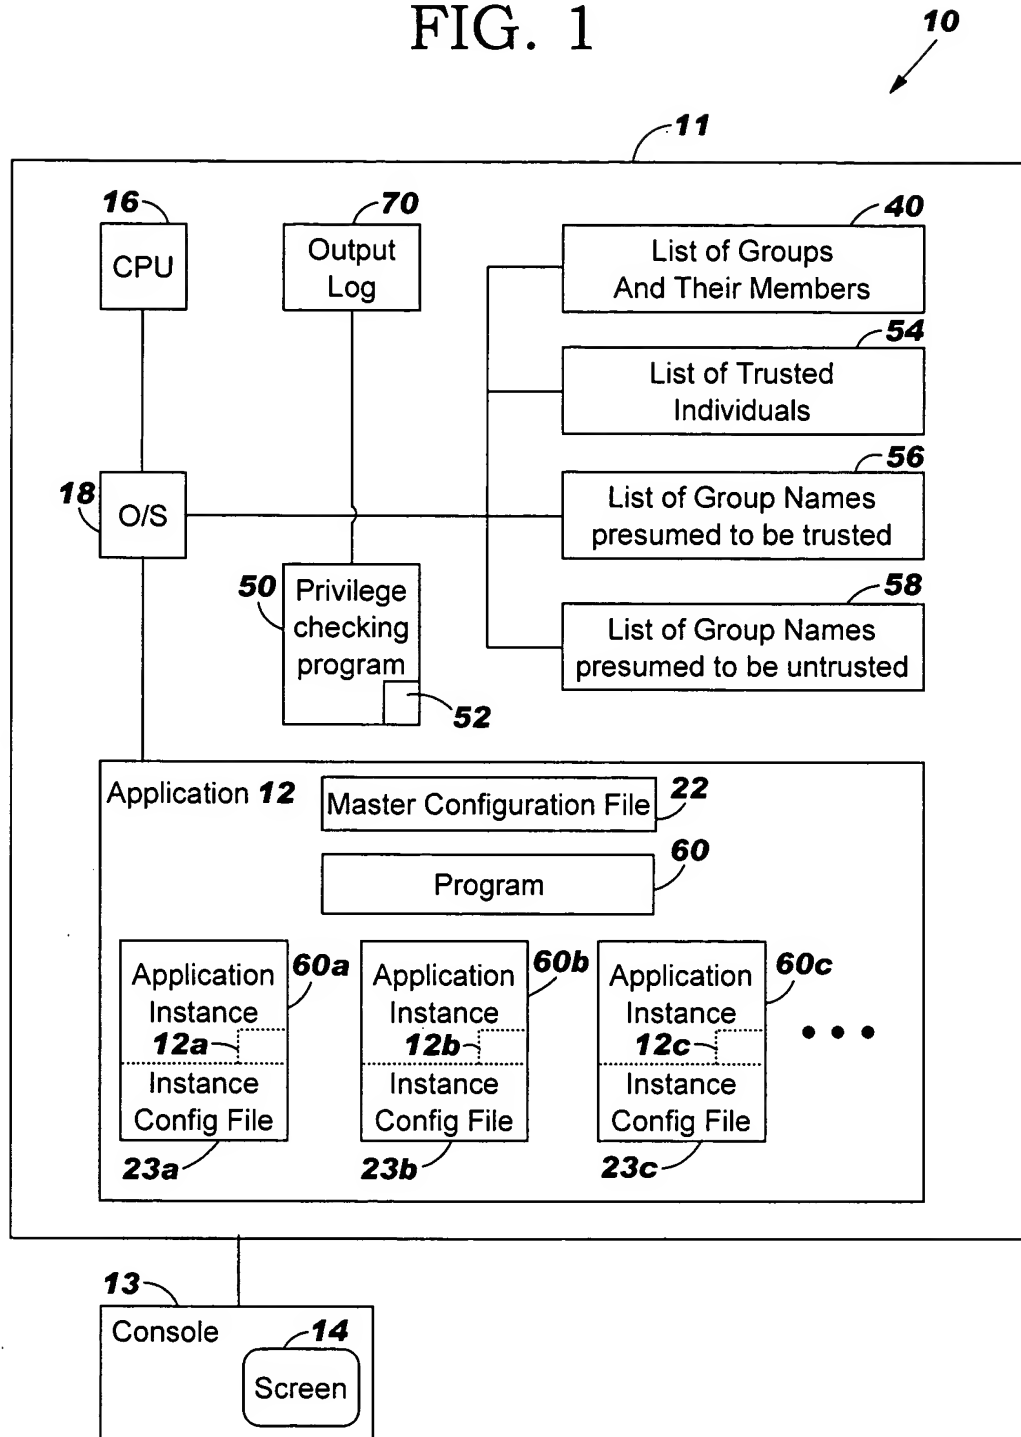 FIG. 1
10
11
16
CPU
70
Output
Log
40
List of Groups
And Their Members
54
List of Trusted
Individuals
18
O/S
56
List of Group Names
presumed to be trusted
50
Privilege
checking
program
52
58
List of Group Names
presumed to be untrusted
Application 12
Master Configuration File
22
Program
60
Application
Instance
12a
Instance
Config File
60a
23a
Application
Instance
12b
Instance
Config File
60b
23b
Application
Instance
12c
Instance
Config File
60c
23c
13
Console
14
Screen